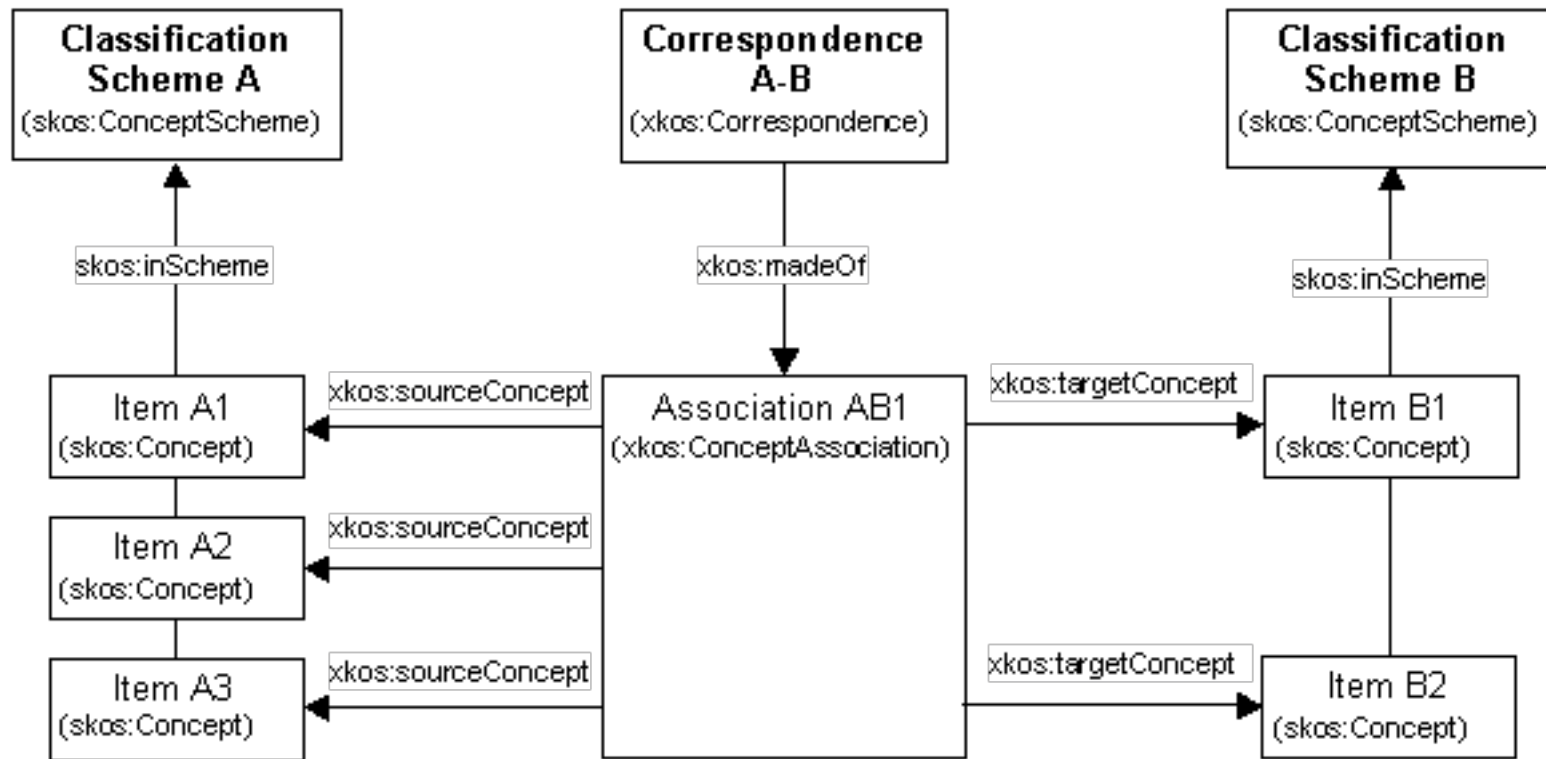 Classification
Scheme A
(skos:ConceptScheme)
Correspondence
A-B
(xkos:Correspondence)
Classification
Scheme B
(skos:ConceptScheme)
skos:inScheme
xkos:madeOf
skos:inScheme
Item A1
(skos:Concept)
xkos:sourceConcept
Association AB1
(xkos:ConceptAssociation)
xkos:targetConcept
Item B1
(skos:Concept)
Item A2
(skos:Concept)
xkos:sourceConcept
Item A3
(skos:Concept)
xkos:sourceConcept
xkos:targetConcept
Item B2
(skos:Concept)